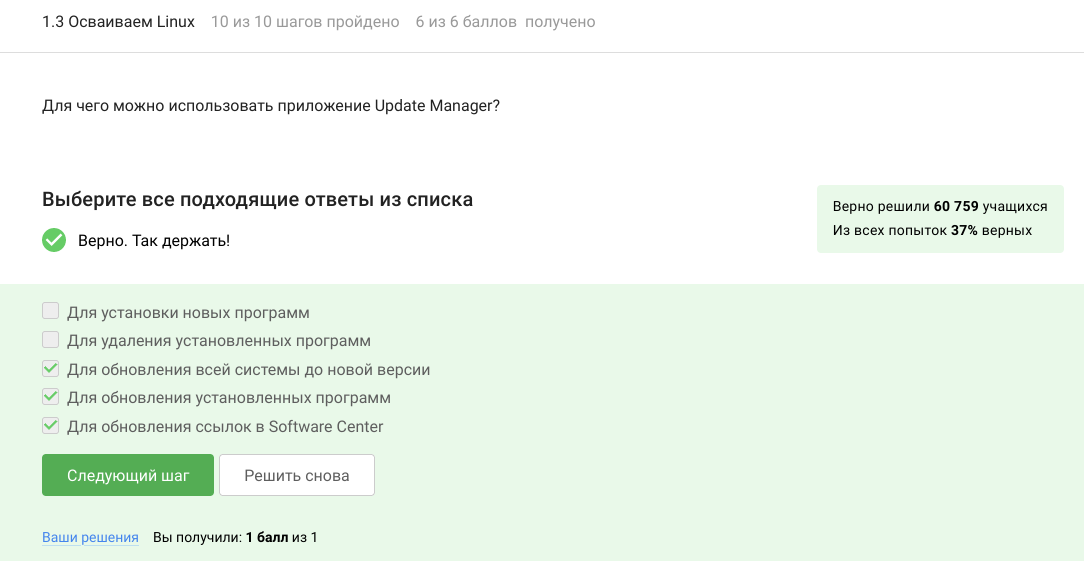 1.3 Осваиваем Linux 10 из 10 шагов пройдено 6 из 6 баллов получено
Для чего можно использовать приложение Update Manager?
Выберите все подходящие ответы из списка
Верно решили 60 759 учащихся
Из всех попыток 37% верных
Верно. Так держать!
Для установки новых программ
Для удаления установленных программ
Для обновления всей системы до новой версии
Для обновления установленных программ
Для обновления ссылок в Software Center
Следующий шаг Решить снова
Ваши решения Вы получили: 1 балл из 1